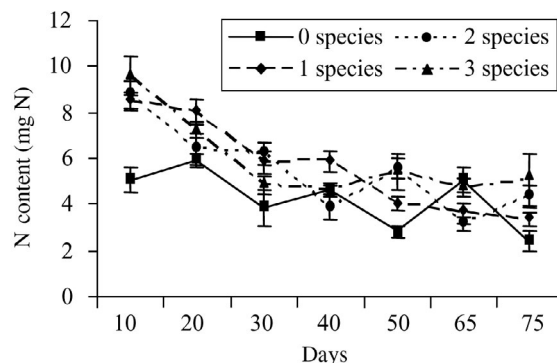 12
10
8
6
4
2
0
N content (mg N)
0 species
2 species
1 species
3 species
10 20 30 40 50 65 75
Days